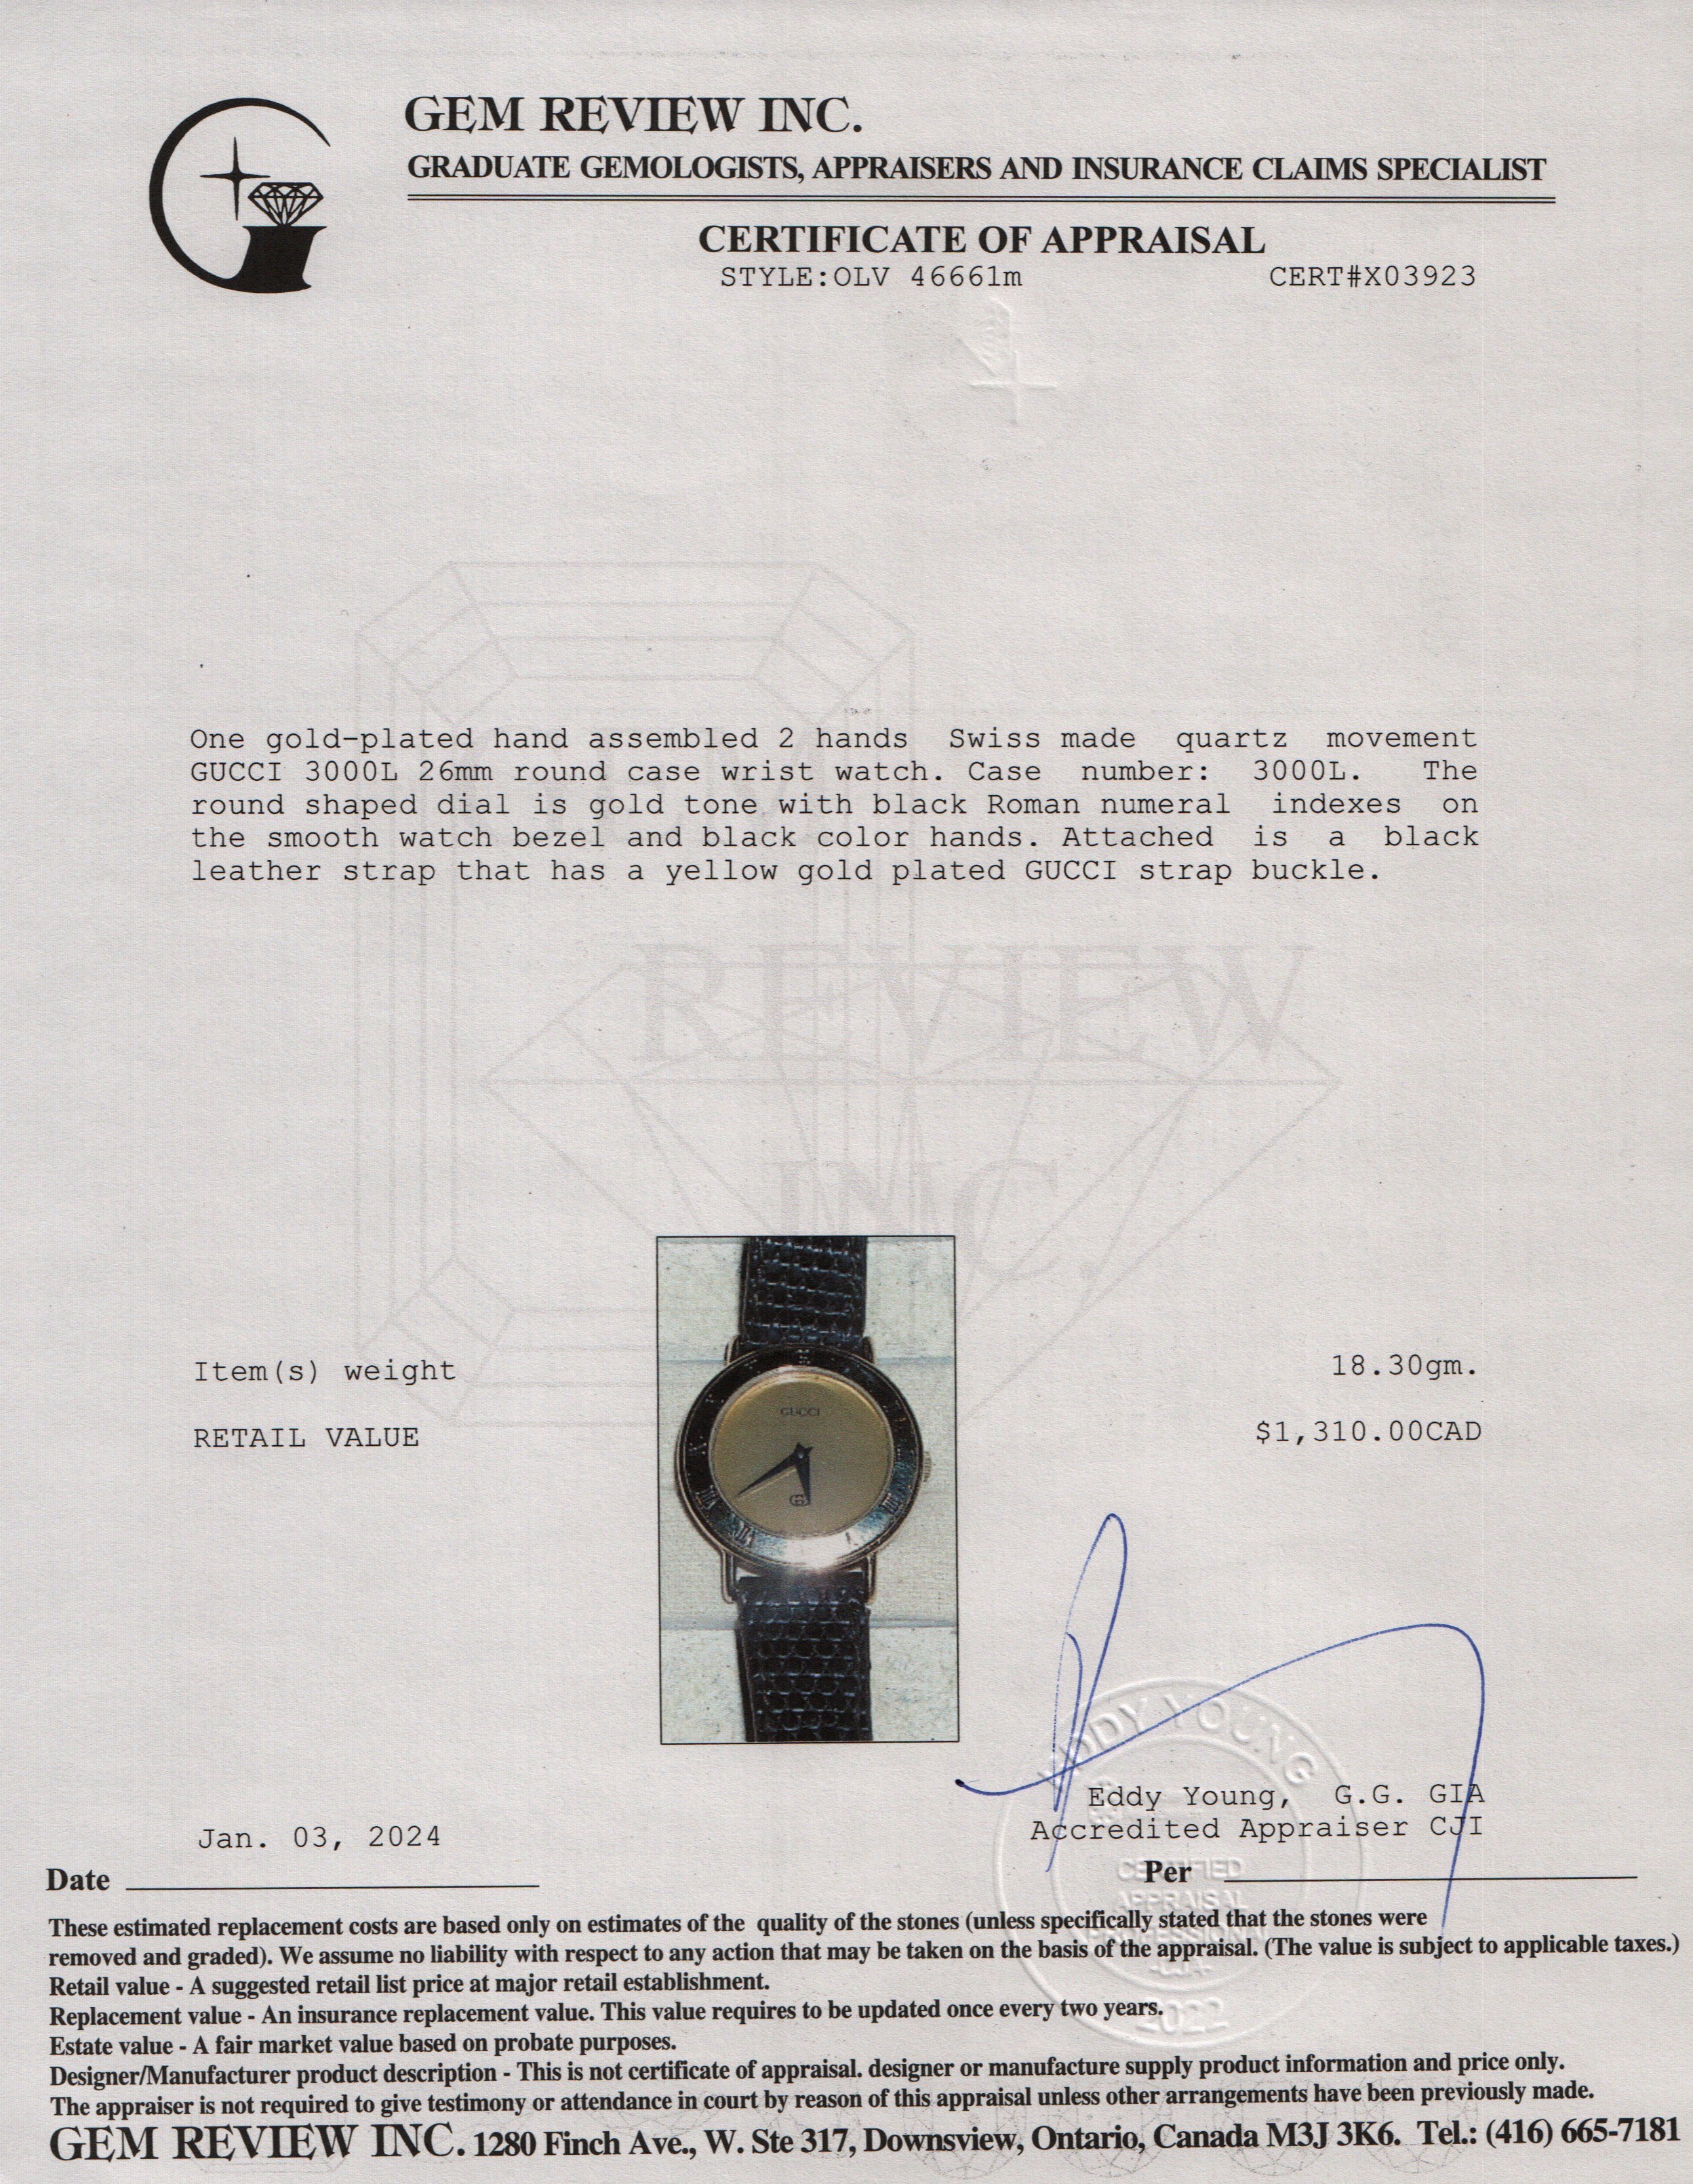 GEM REVIEW INC.
GRADUATE GEMOLOGISTS, APPRAISERS AND INSURANCE CLAIMS SPECIALIST
CERTIFICATE OF APPRAISAL
STYLE:OLV 46661m CERT#X03923
One gold-plated hand assembled 2 hands Swiss made quartz movement
GUCCI 3000L 26mm round case wrist watch. Case number: 3000L. The
round shaped dial is gold tone with black Roman numeral indexes on
the smooth watch bezel and black color hands. Attached is a black
leather strap that has a yellow gold plated GUCCI strap buckle.
REVIEW
INC.
GUCCI
Item(s) weight 18.30gm.
RETAIL VALUE $1,310.00CAD
EDDY YOUNG
Eddy Young, G.G. GIA
Accredited Appraiser CJI
Jan. 03, 2024
Date
Per
CERTIFIED
APPRAISAL
PROFESSIONAL
2022
These estimated replacement costs are based only on estimates of the quality of the stones (unless specifically stated that the stones were
removed and graded). We assume no liability with respect to any action that may be taken on the basis of the appraisal. (The value is subject to applicable taxes.)
Retail value - A suggested retail list price at major retail establishment.
Replacement value - An insurance replacement value. This value requires to be updated once every two years.
Estate value - A fair market value based on probate purposes.
Designer/Manufacturer product description - This is not certificate of appraisal. designer or manufacture supply product information and price only.
The appraiser is not required to give testimony or attendance in court by reason of this appraisal unless other arrangements have been previously made.
GEM REVIEW INC. 1280 Finch Ave., W. Ste 317, Downsview, Ontario, Canada M3J 3K6. Tel.: (416) 665-7181